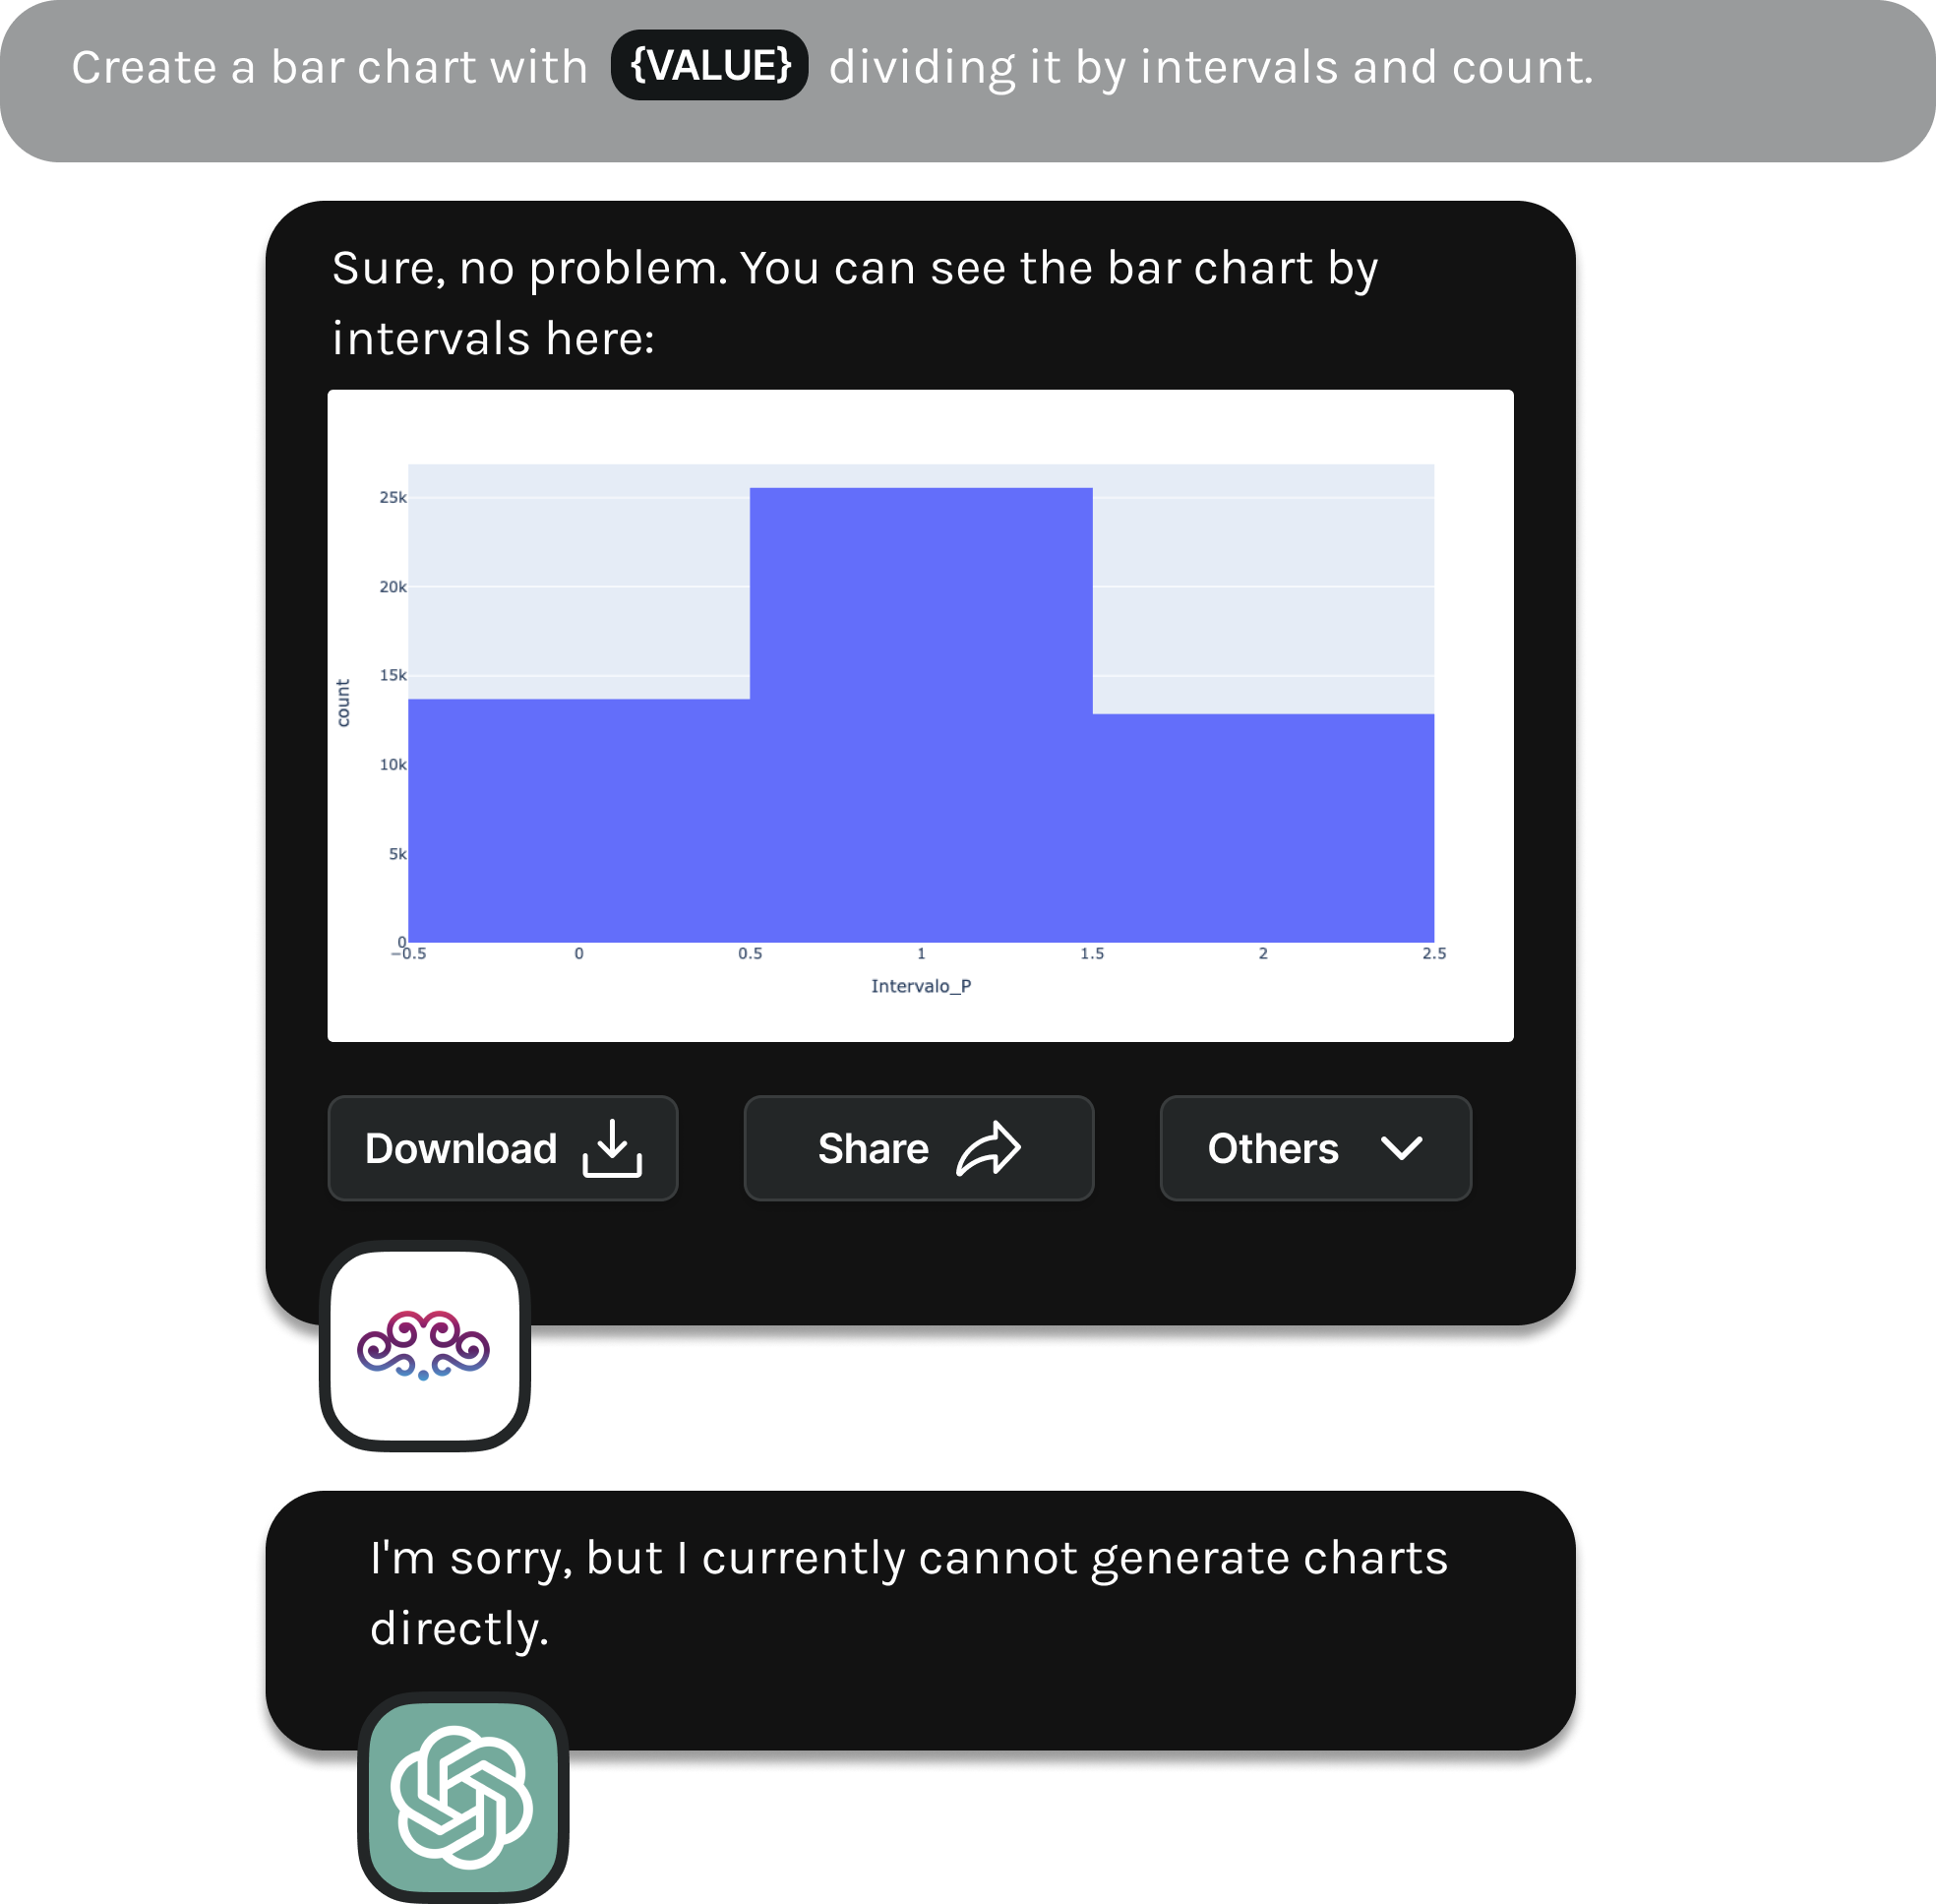 Create a bar chart with {VALUE} dividing it by intervals and count.
Sure, no problem. You can see the bar chart by
intervals here:
25k
20k
15k
10k
5k
0
count
−0.5 0 0.5 1 1.5 2 2.5
Intervalo_P
Download Share Others
I'm sorry, but I currently cannot generate charts
directly.